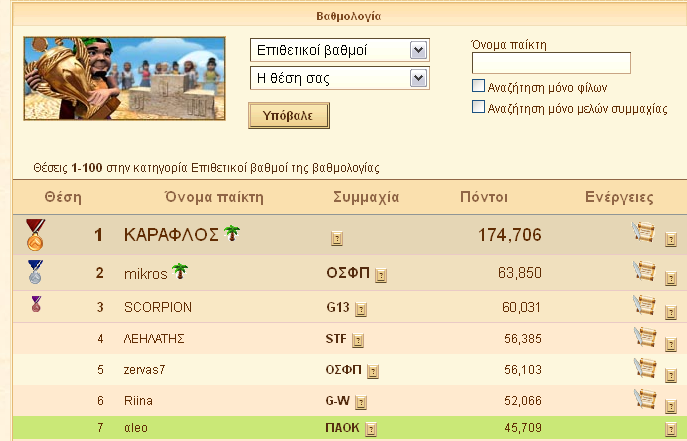 Βαθμολογία
Επιθετικοί βαθμοί
Όνομα παίκτη
Η θέση σας
Αναζήτηση μόνο φίλων
Αναζήτηση μόνο μελών συμμαχίας
Υπόβαλε
Θέσεις 1-100 στην κατηγορία Επιθετικοί βαθμοί της βαθμολογίας
Θέση Όνομα παίκτη Συμμαχία Πόντοι Ενέργειες
1 ΚΑΡΑΦΛΟΣ 174,706
2 mikros ΟΣΦΠ 63,850
3 SCORPION G13 60,031
4 ΛΕΗΛΑΤΗΣ STF 56,385
5 zervas7 ΟΣΦΠ 56,103
6 Riina G-W 52,066
7 αleo ΠΑΟΚ 45,709